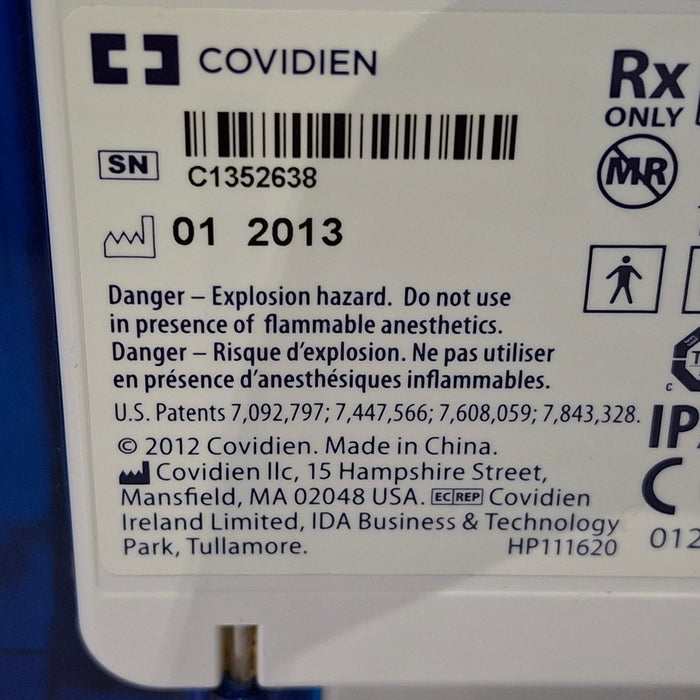 COVIDIEN
Rx
ONLY
SN
C1352638
MR
01 2013
Danger – Explosion hazard. Do not use
in presence of flammable anesthetics.
Danger – Risque d'explosion. Ne pas utiliser
en présence d'anesthésiques inflammables.
U.S. Patents 7,092,797; 7,447,566; 7,608,059; 7,843,328.
© 2012 Covidien. Made in China.
Covidien llc, 15 Hampshire Street,
Mansfield, MA 02048 USA. EC REP Covidien
Ireland Limited, IDA Business & Technology
Park, Tullamore.
HP111620